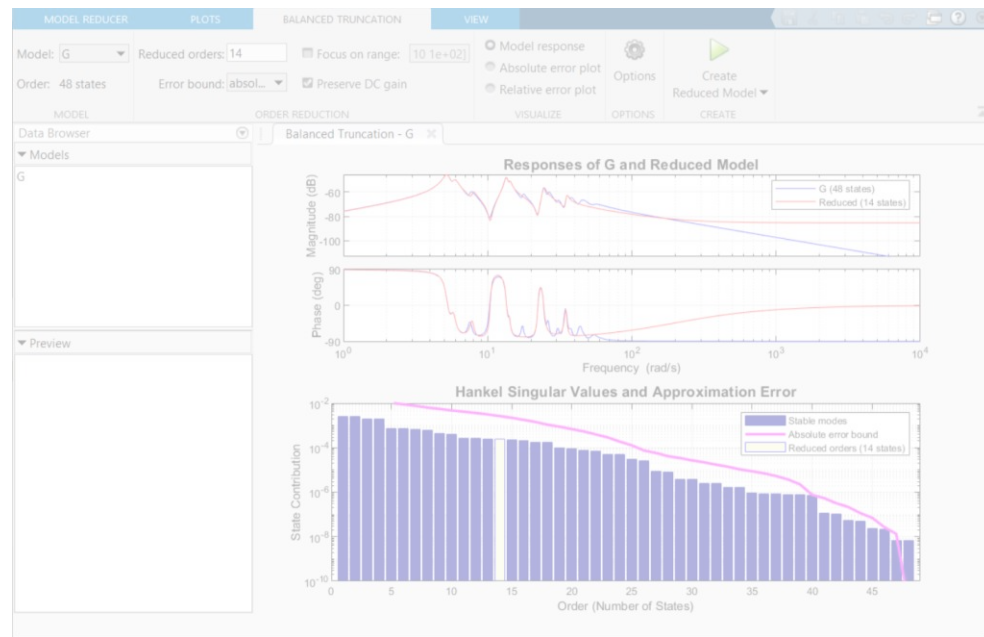 MODEL REDUCER PLOTS BALANCED TRUNCATION VIEW
Model: G Reduced orders: 14 Focus on range: 10 1e+02]
Order: 48 states Error bound: absol... Preserve DC gain
Model response
Absolute error plot
Relative error plot
Options
Create
Reduced Model
MODEL ORDER REDUCTION VISUALIZE OPTIONS CREATE
Data Browser
Models
G
Preview
Balanced Truncation - G
Responses of G and Reduced Model
Magnitude (dB)
-60
-80
-100
G (48 states)
Reduced (14 states)
Phase (deg)
90
0
-90
10^0 10^1 10^2 10^3 10^4
Frequency (rad/s)
Hankel Singular Values and Approximation Error
State Contribution
10^-2
10^-4
10^-6
10^-8
10^-10
Stable modes
Absolute error bound
Reduced orders (14 states)
0 5 10 15 20 25 30 35 40 45
Order (Number of States)